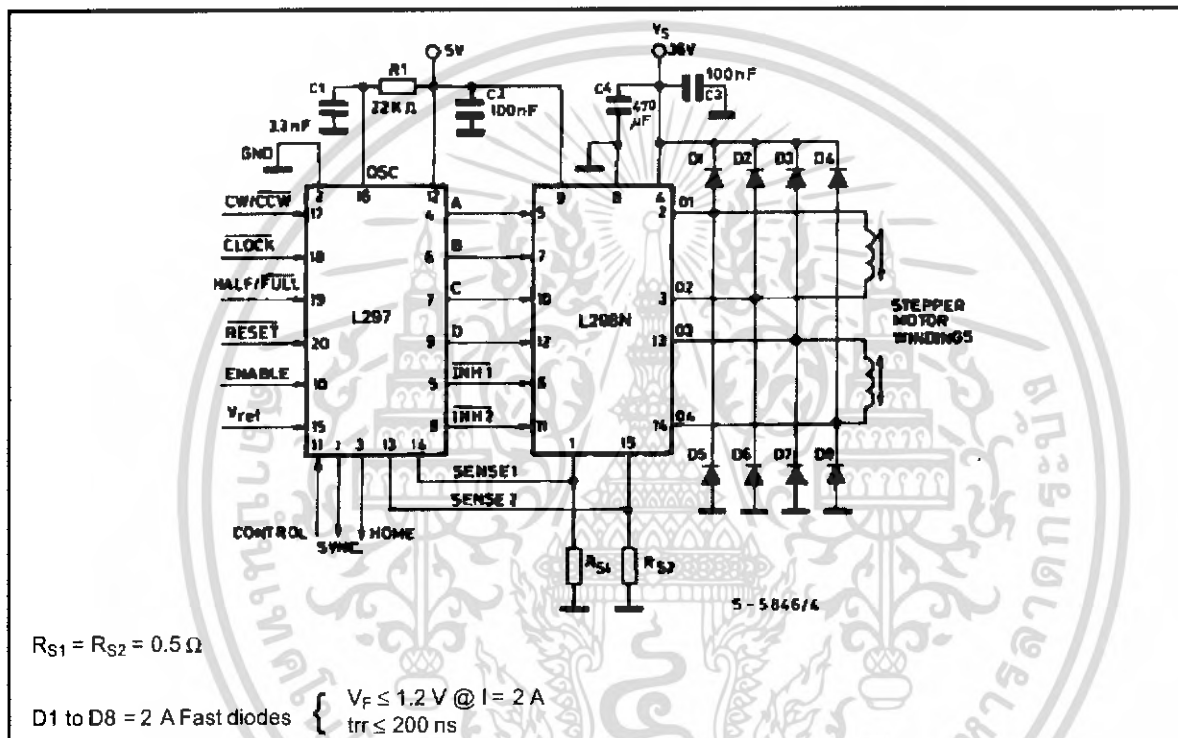 5V
Vs
36V
R1
22KΩ
C1
3.3nF
C2
100nF
C4
470
µF
100nF
C3
GND
OSC
D1 D2 D3 D4
2 16 12
9 8 4
CW/CCW 17
CLOCK 18
HALF/FULL 19
RESET 20
ENABLE 10
Vref 15
L297
4 A 5
6 B 7
7 C 10
9 D 12
5 INH1 6
8 INH2 11
L298N
2 O1
3 O2
13 O3
14 O4
STEPPER
MOTOR
WINDINGS
11 1 3 13 14
1 15
D5 D6 D7 D8
SENSE1
SENSE2
CONTROL
SYNC
HOME
RS1
RS2
S-5846/4
RS1 = RS2 = 0.5 Ω
D1 to D8 = 2 A Fast diodes { VF ≤ 1.2 V @ I = 2 A
trr ≤ 200 ns